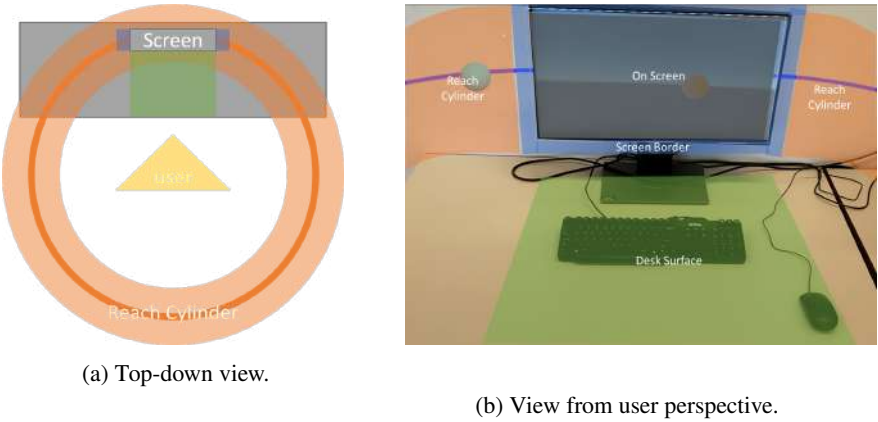 Screen
user
Reach Cylinder
(a) Top-down view.
On Screen
Reach
Cylinder
Reach
Cylinder
Screen Border
Desk Surface
(b) View from user perspective.